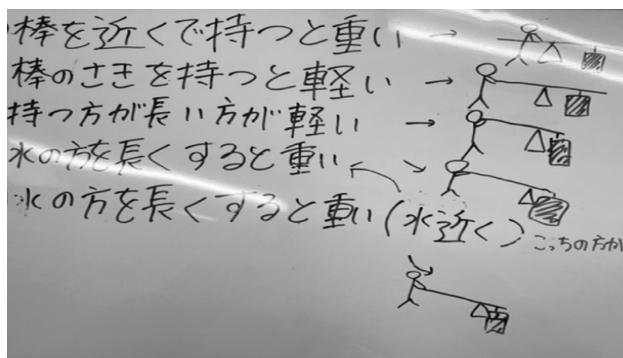 棒を近くで持つと重い →
棒のさきを持つと軽い →
持つ方が長い方が軽い →
水の方を長くすると重い
水の方を長くすると重い(水近く)
こっちの方が